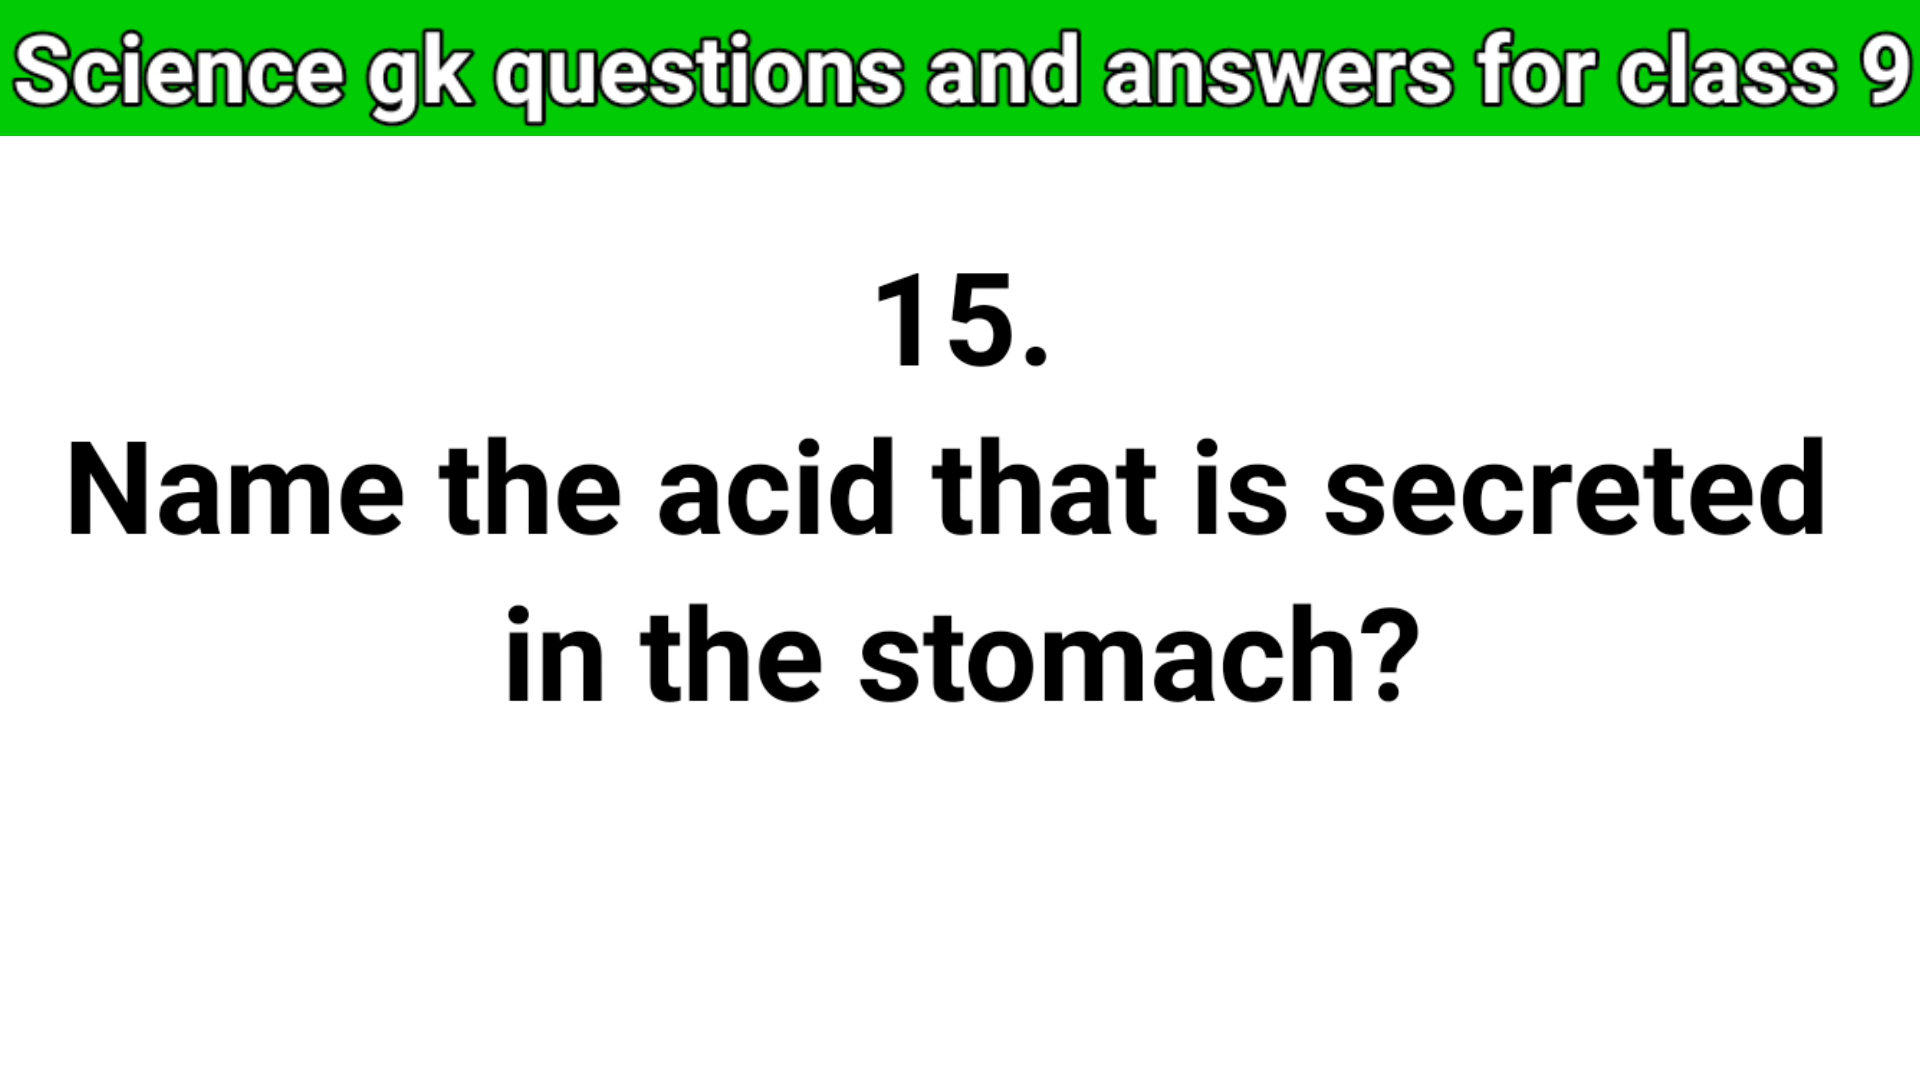 Science gk questions and answers for class 9
15.
Name the acid that is secreted
in the stomach?